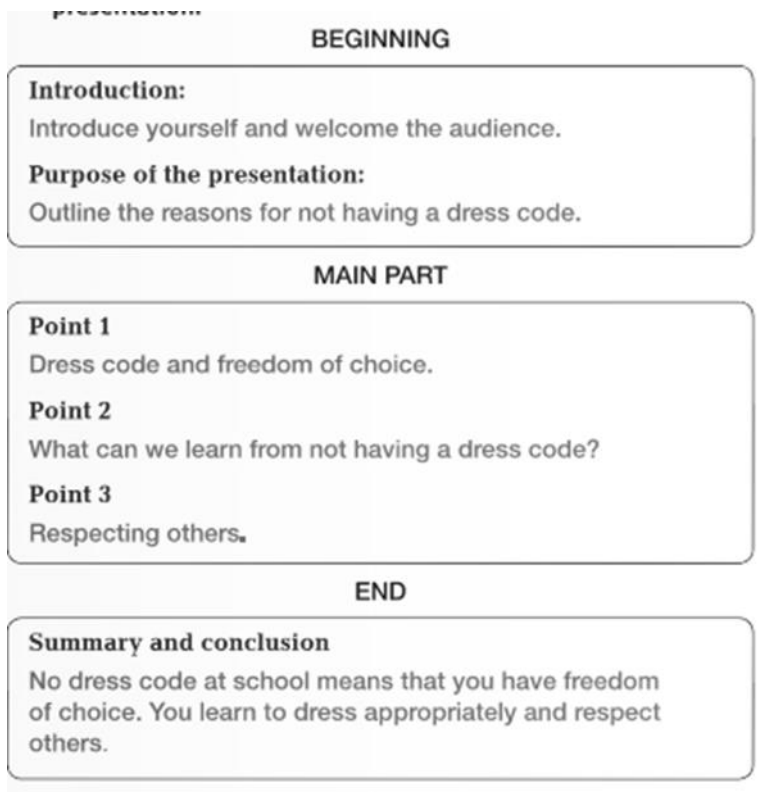 BEGINNING
Introduction:
Introduce yourself and welcome the audience.
Purpose of the presentation:
Outline the reasons for not having a dress code.
MAIN PART
Point 1
Dress code and freedom of choice.
Point 2
What can we learn from not having a dress code?
Point 3
Respecting others.
END
Summary and conclusion
No dress code at school means that you have freedom
of choice. You learn to dress appropriately and respect
others.